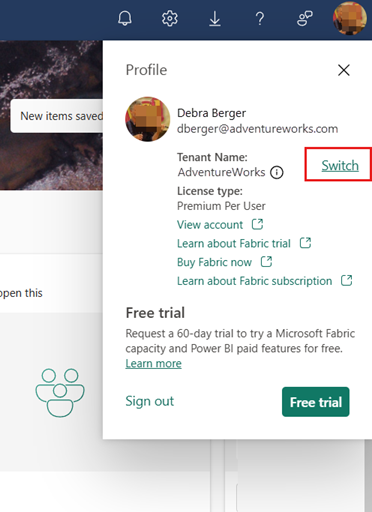 Profile
New items saved
Debra Berger
dberger@adventureworks.com
Tenant Name:
AdventureWorks
Switch
License type:
Premium Per User
View account
Learn about Fabric trial
Buy Fabric now
Learn about Fabric subscription
open this
Free trial
Request a 60-day trial to try a Microsoft Fabric
capacity and Power BI paid features for free.
Learn more
Sign out
Free trial